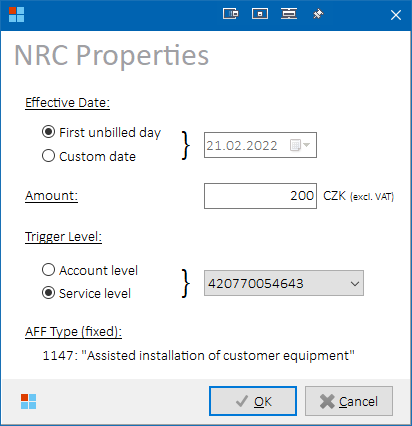 NRC Properties
Effective Date:
First unbilled day
Custom date
21.02.2022
Amount:
200 CZK (excl. VAT)
Trigger Level:
Account level
Service level
420770054643
AFF Type (fixed):
1147: "Assisted installation of customer equipment"
OK Cancel